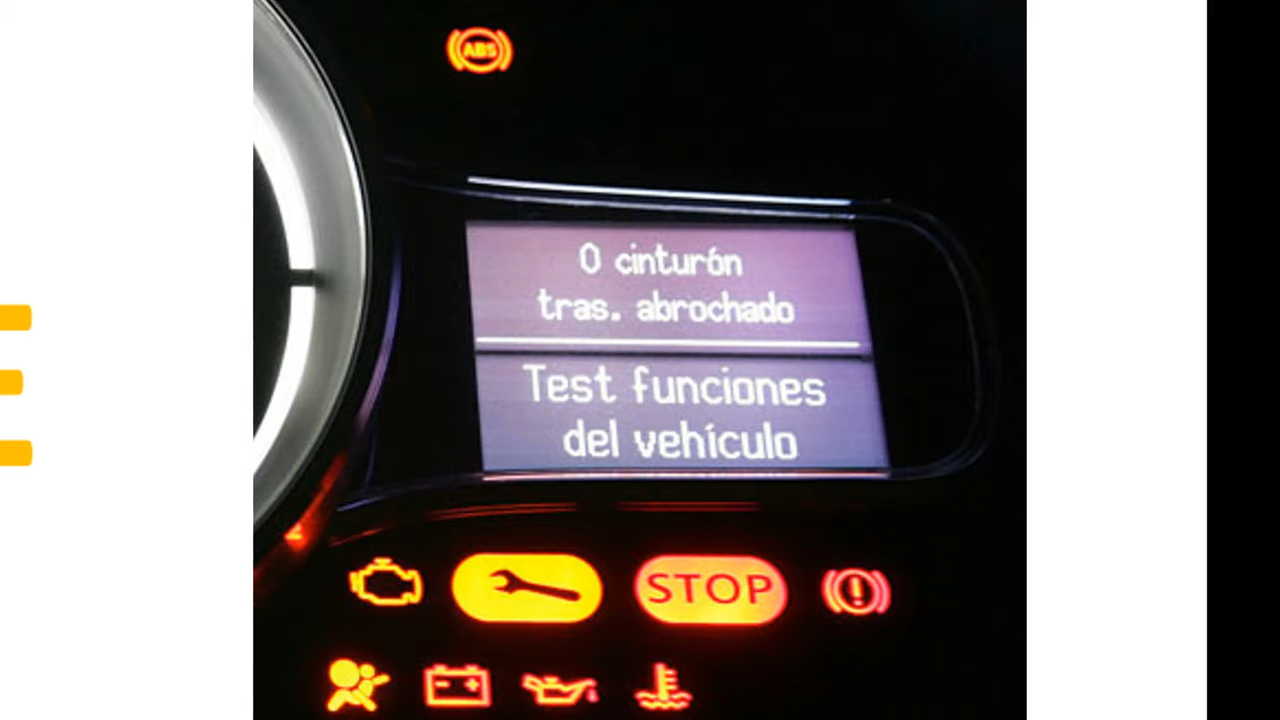 ABS
0 cinturón
tras. abrochado
Test funciones
del vehículo
STOP